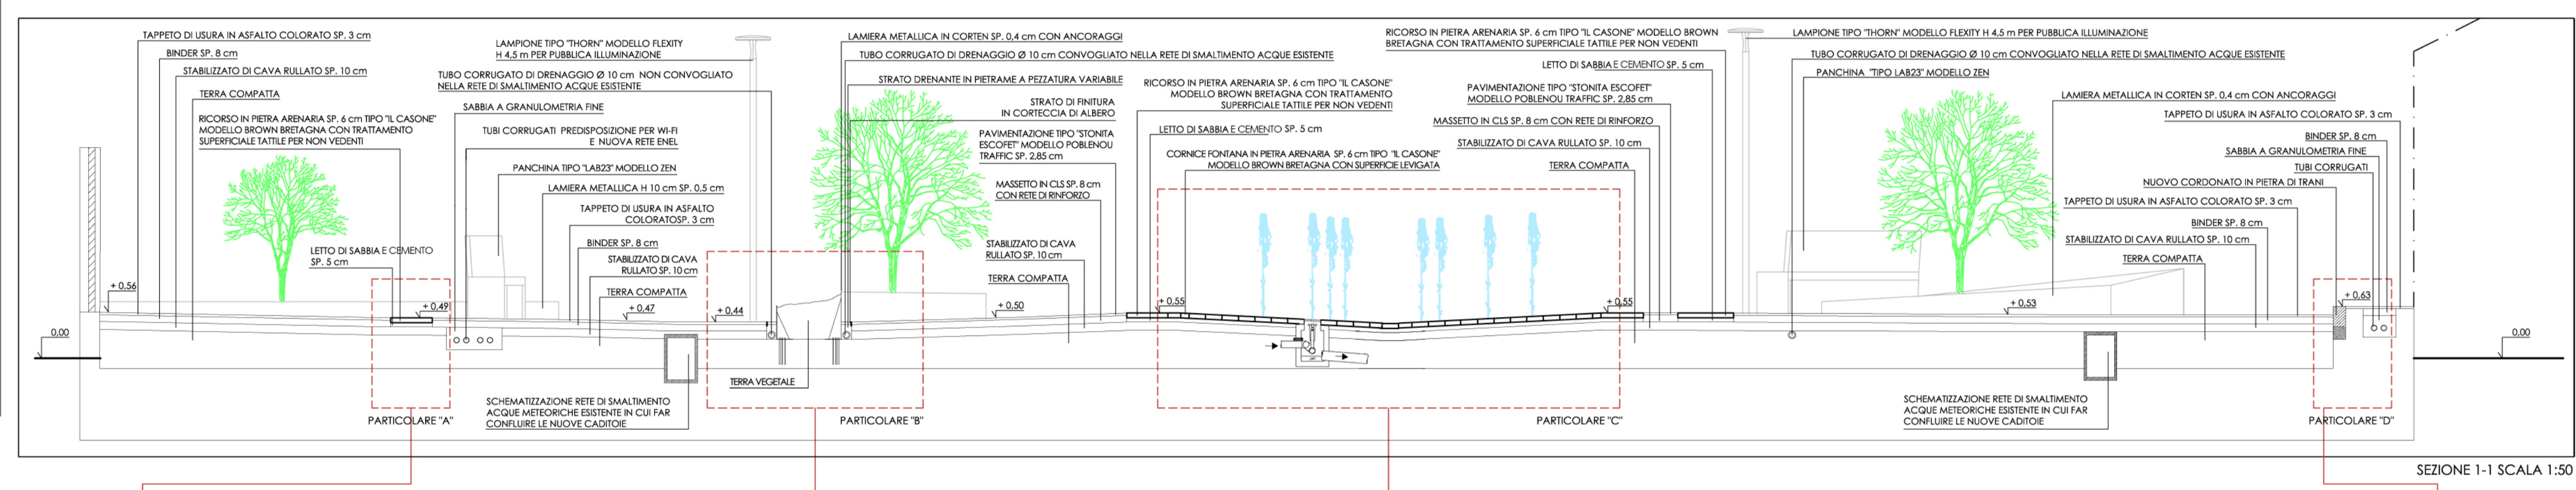 TAPPETO DI USURA IN ASFALTO COLORATO SP. 3 cm
BINDER SP. 8 cm
STABILIZZATO DI CAVA RULLATO SP. 10 cm
TERRA COMPATTA
RICORSO IN PIETRA ARENARIA SP. 6 cm TIPO "IL CASONE"
MODELLO BROWN BRETAGNA CON TRATTAMENTO
SUPERFICIALE TATTILE PER NON VEDENTI
LETTO DI SABBIA E CEMENTO
SP. 5 cm
LAMPIONE TIPO "THORN" MODELLO FLEXITY
H 4,5 m PER PUBBLICA ILLUMINAZIONE
TUBO CORRUGATO DI DRENAGGIO Ø 10 cm NON CONVOGLIATO
NELLA RETE DI SMALTIMENTO ACQUE ESISTENTE
SABBIA A GRANULOMETRIA FINE
TUBI CORRUGATI PREDISPOSIZIONE PER WI-FI
E NUOVA RETE ENEL
PANCHINA TIPO "LAB23" MODELLO ZEN
LAMIERA METALLICA H 10 cm SP. 0,5 cm
TAPPETO DI USURA IN ASFALTO
COLORATOSP. 3 cm
BINDER SP. 8 cm
STABILIZZATO DI CAVA
RULLATO SP. 10 cm
TERRA COMPATTA
LAMIERA METALLICA IN CORTEN SP. 0,4 cm CON ANCORAGGI
TUBO CORRUGATO DI DRENAGGIO Ø 10 cm CONVOGLIATO NELLA RETE DI SMALTIMENTO ACQUE ESISTENTE
STRATO DRENANTE IN PIETRAME A PEZZATURA VARIABILE
STRATO DI FINITURA
IN CORTECCIA DI ALBERO
PAVIMENTAZIONE TIPO "STONITA
ESCOFET" MODELLO POBLENOU
TRAFFIC SP. 2,85 cm
MASSETTO IN CLS SP. 8 cm
CON RETE DI RINFORZO
STABILIZZATO DI CAVA
RULLATO SP. 10 cm
TERRA COMPATTA
RICORSO IN PIETRA ARENARIA SP. 6 cm TIPO "IL CASONE"
MODELLO BROWN BRETAGNA CON TRATTAMENTO
SUPERFICIALE TATTILE PER NON VEDENTI
LETTO DI SABBIA E CEMENTO SP. 5 cm
CORNICE FONTANA IN PIETRA ARENARIA SP. 6 cm TIPO "IL CASONE"
MODELLO BROWN BRETAGNA CON SUPERFICIE LEVIGATA
RICORSO IN PIETRA ARENARIA SP. 6 cm TIPO "IL CASONE" MODELLO BROWN
BRETAGNA CON TRATTAMENTO SUPERFICIALE TATTILE PER NON VEDENTI
LETTO DI SABBIA E CEMENTO SP. 5 cm
PAVIMENTAZIONE TIPO "STONITA ESCOFET"
MODELLO POBLENOU TRAFFIC SP. 2,85 cm
MASSETTO IN CLS SP. 8 cm CON RETE DI RINFORZO
STABILIZZATO DI CAVA RULLATO SP. 10 cm
TERRA COMPATTA
LAMPIONE TIPO "THORN" MODELLO FLEXITY H 4,5 m PER PUBBLICA ILLUMINAZIONE
TUBO CORRUGATO DI DRENAGGIO Ø 10 cm CONVOGLIATO NELLA RETE DI SMALTIMENTO ACQUE ESISTENTE
PANCHINA "TIPO LAB23" MODELLO ZEN
LAMIERA METALLICA IN CORTEN SP. 0,4 cm CON ANCORAGGI
TAPPETO DI USURA IN ASFALTO COLORATO SP. 3 cm
BINDER SP. 8 cm
SABBIA A GRANULOMETRIA FINE
TUBI CORRUGATI
NUOVO CORDONATO IN PIETRA DI TRANI
TAPPETO DI USURA IN ASFALTO COLORATO SP. 3 cm
BINDER SP. 8 cm
STABILIZZATO DI CAVA RULLATO SP. 10 cm
TERRA COMPATTA
0,00
+ 0,56
+ 0,49
+ 0,47
+ 0,44
+ 0,50
+ 0,55
+ 0,55
+ 0,53
+ 0,63
0,00
TERRA VEGETALE
SCHEMATIZZAZIONE RETE DI SMALTIMENTO
ACQUE METEORICHE ESISTENTE IN CUI FAR
CONFLUIRE LE NUOVE CADITOIE
SCHEMATIZZAZIONE RETE DI SMALTIMENTO
ACQUE METEORICHE ESISTENTE IN CUI FAR
CONFLUIRE LE NUOVE CADITOIE
PARTICOLARE "A"
PARTICOLARE "B"
PARTICOLARE "C"
PARTICOLARE "D"
SEZIONE 1-1 SCALA 1:50